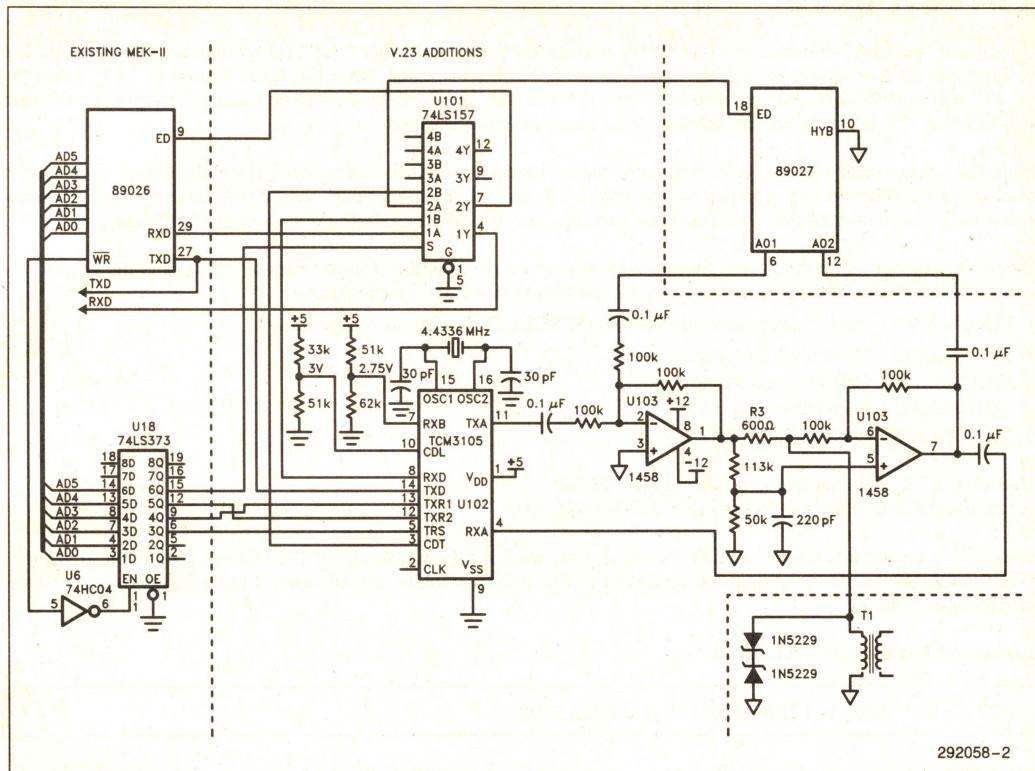 EXISTING MEK-II
V.23 ADDITIONS
9
ED
AD5
AD4
AD3
AD2
AD1
AD0
89026
RXD 29
27
TXD
WR
TXD
RXD
U101
74LS157
4B
4A
3B
3A
2B
2A
1B
1A
S
4Y 12
3Y 9
2Y 7
1Y 4
G
1
5
18
ED
HYB 10
89027
A01
A02
6
12
0.1 μF
100k
100k
0.1 μF
100k
+5
33k
3V
51k
+5
51k
2.75V
62k
4.4336 MHz
30 pF
30 pF
15
16
OSC1 OSC2
7 RXB
10 CDL
8 RXD
14 TXD
13 TXR1
12 TXR2
5 TRS
3 CDT
2 CLK
TCM3105
U102
TXA 11
VDD 1
+5
RXA 4
VSS
9
0.1 μF
100k
U103
+12
2
3
8
1
4
-12
1458
R3
600Ω
100k
113k
50k
220 pF
U103
6
5
7
1458
0.1 μF
U18
74LS373
18 8D 8Q 19
17 7D 7Q 16
AD5 14 6D 6Q 15
AD4 13 5D 5Q 12
AD3 8 4D 4Q 9
AD2 7 3D 3Q 6
AD1 4 2D 2Q 5
AD0 3 1D 1Q 2
EN OE
1
1
U6
74HC04
5
6
1N5229
1N5229
T1
292058-2